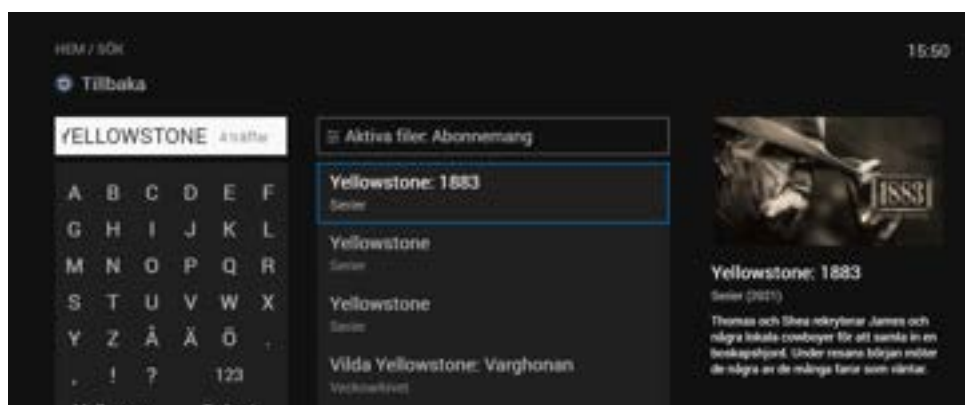 HEM / SÖK
15:50
Tillbaka
YELLOWSTONE 4 träffar
Aktiva filer: Abonnemang
A B C D E F
G H I J K L
M N O P Q R
S T U V W X
Y Z Å Ä Ö .
, ! ? 123
Yellowstone: 1883
Serier
Yellowstone
Serier
Yellowstone
Serier
Vilda Yellowstone: Varghonan
1883
Yellowstone: 1883
Serier (2021)
Thomas och Shea rekryterar James och
några lokala cowboyer för att samla in en
boskapshjord. Under resans början möter
de några av de många faror som väntar.